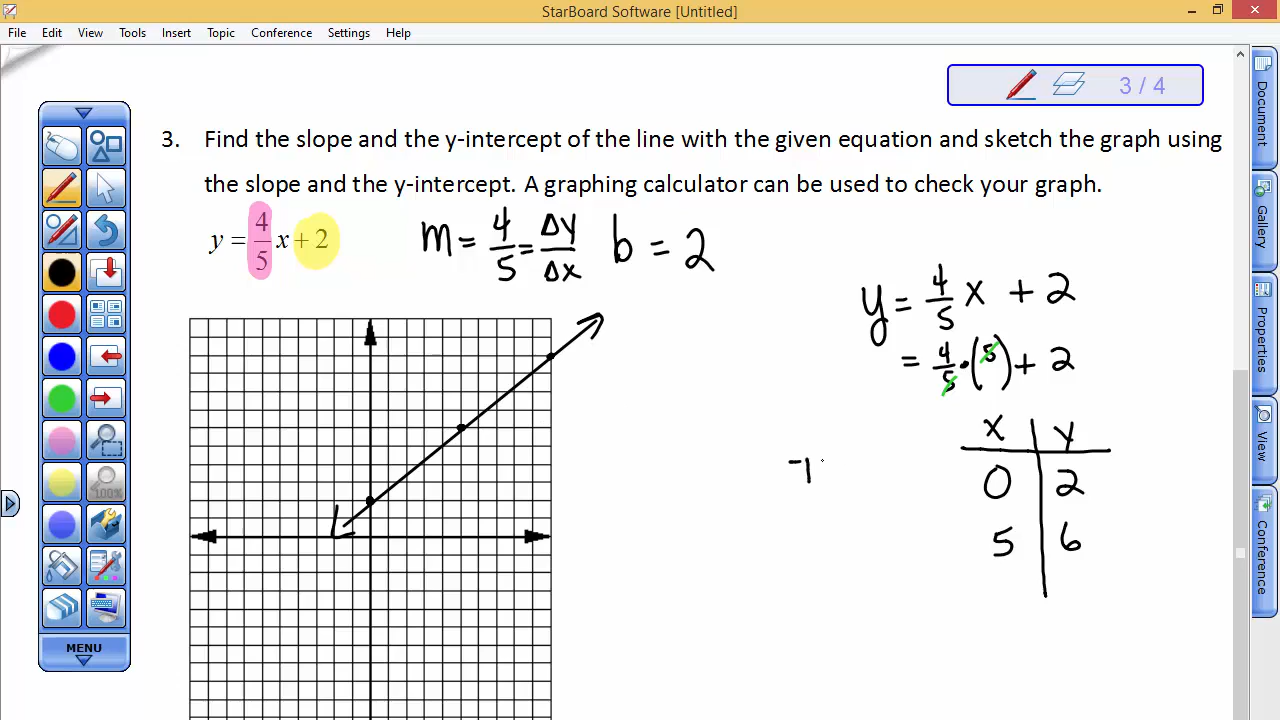 StarBoard Software [Untitled]
File Edit View Tools Insert Topic Conference Settings Help
3 / 4
3. Find the slope and the y-intercept of the line with the given equation and sketch the graph using
the slope and the y-intercept. A graphing calculator can be used to check your graph.
y = 4/5 x + 2
m = 4/5 = Δy/Δx b = 2
y = 4/5 x + 2
= 4/5 • (5) + 2
x y
0 2
5 6
-1
100%
MENU
Document
Gallery
Properties
View
Conference